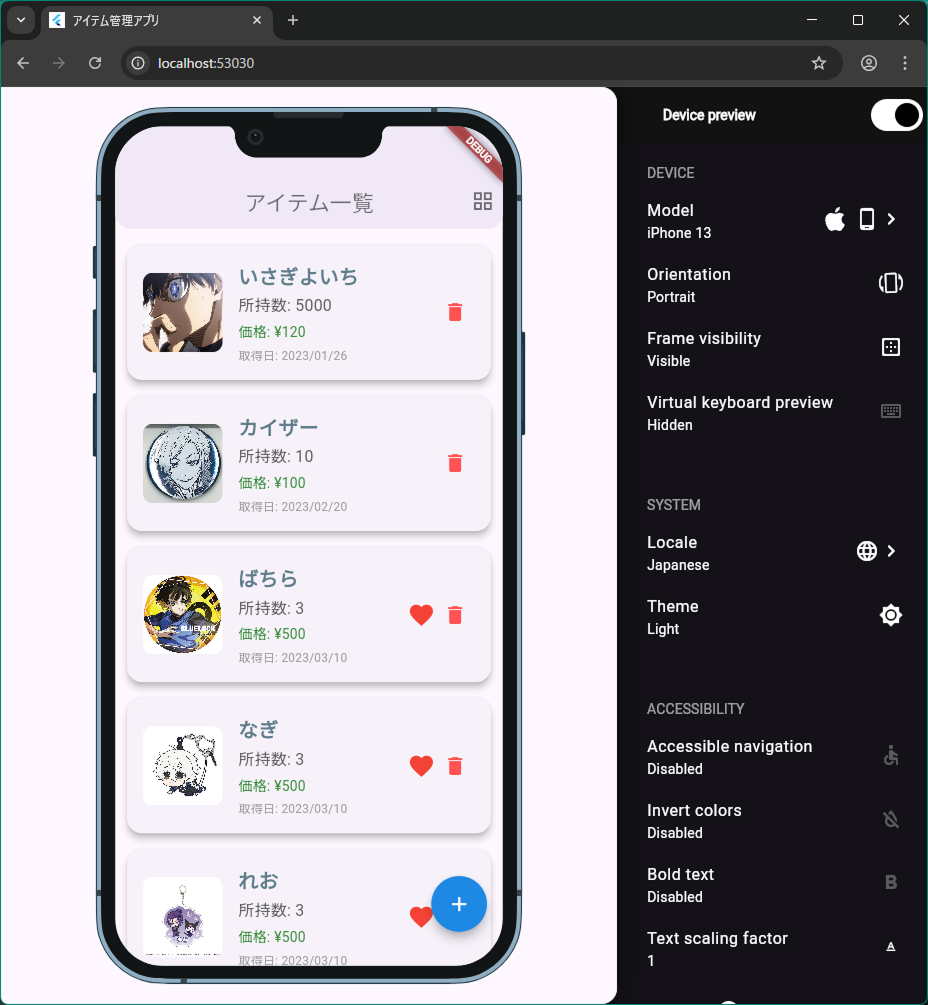 アイテム管理アプリ
localhost:53030
DEBUG
アイテム一覧
いさぎよいち
所持数: 5000
価格: ¥120
取得日: 2023/01/26
カイザー
所持数: 10
価格: ¥100
取得日: 2023/02/20
ばちら
所持数: 3
価格: ¥500
取得日: 2023/03/10
BLUELOCK
なぎ
所持数: 3
価格: ¥500
取得日: 2023/03/10
れお
所持数: 3
価格: ¥500
取得日: 2023/03/10
Device preview
DEVICE
Model
iPhone 13
Orientation
Portrait
Frame visibility
Visible
Virtual keyboard preview
Hidden
SYSTEM
Locale
Japanese
Theme
Light
ACCESSIBILITY
Accessible navigation
Disabled
Invert colors
Disabled
Bold text
Disabled
B
Text scaling factor
1
A